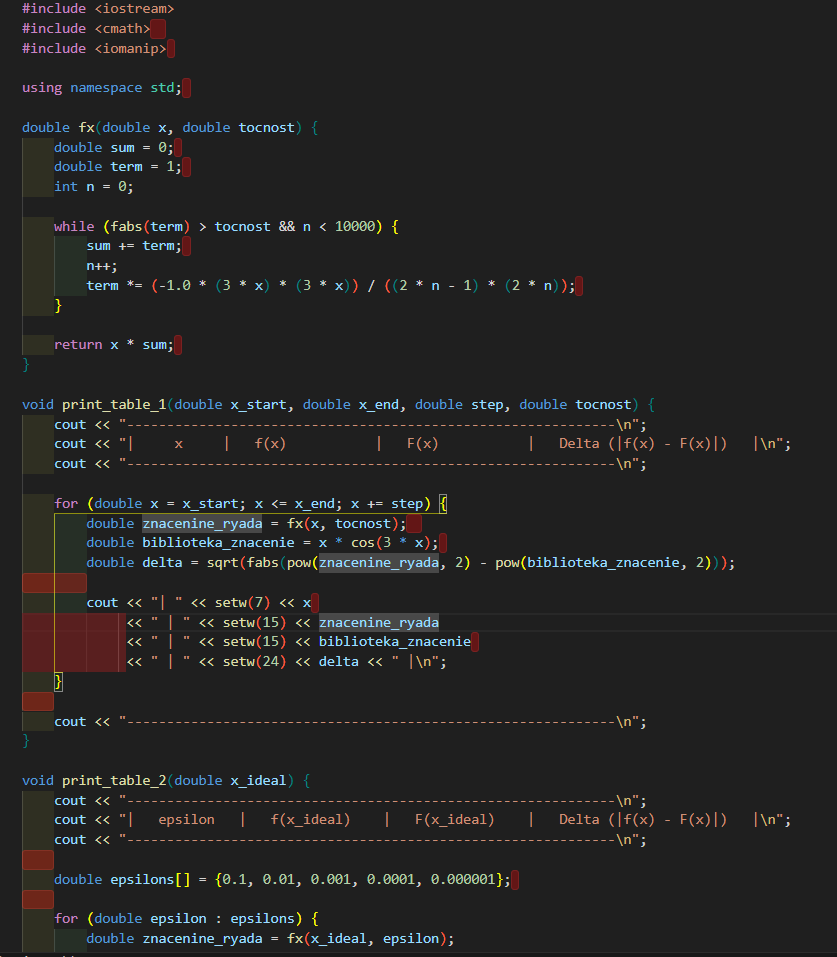 #include <iostream>
#include <cmath>
#include <iomanip>
using namespace std;
double fx(double x, double tocnost) {
    double sum = 0;
    double term = 1;
    int n = 0;
    while (fabs(term) > tocnost && n < 10000) {
        sum += term;
        n++;
        term *= (-1.0 * (3 * x) * (3 * x)) / ((2 * n - 1) * (2 * n));
    }
    return x * sum;
}
void print_table_1(double x_start, double x_end, double step, double tocnost) {
    cout << "-------------------------------------------------------------\n";
    cout << "|     x     |   f(x)           |   F(x)           |   Delta (|f(x) - F(x)|)   |\n";
    cout << "-------------------------------------------------------------\n";
    for (double x = x_start; x <= x_end; x += step) {
        double znacenine_ryada = fx(x, tocnost);
        double biblioteka_znacenie = x * cos(3 * x);
        double delta = sqrt(fabs(pow(znacenine_ryada, 2) - pow(biblioteka_znacenie, 2)));
        cout << "| " << setw(7) << x
             << " | " << setw(15) << znacenine_ryada
             << " | " << setw(15) << biblioteka_znacenie
             << " | " << setw(24) << delta << " |\n";
    }
    cout << "-------------------------------------------------------------\n";
}
void print_table_2(double x_ideal) {
    cout << "-------------------------------------------------------------\n";
    cout << "|   epsilon   |   f(x_ideal)    |   F(x_ideal)    |   Delta (|f(x) - F(x)|)   |\n";
    cout << "-------------------------------------------------------------\n";
    double epsilons[] = {0.1, 0.01, 0.001, 0.0001, 0.000001};
    for (double epsilon : epsilons) {
        double znacenine_ryada = fx(x_ideal, epsilon);